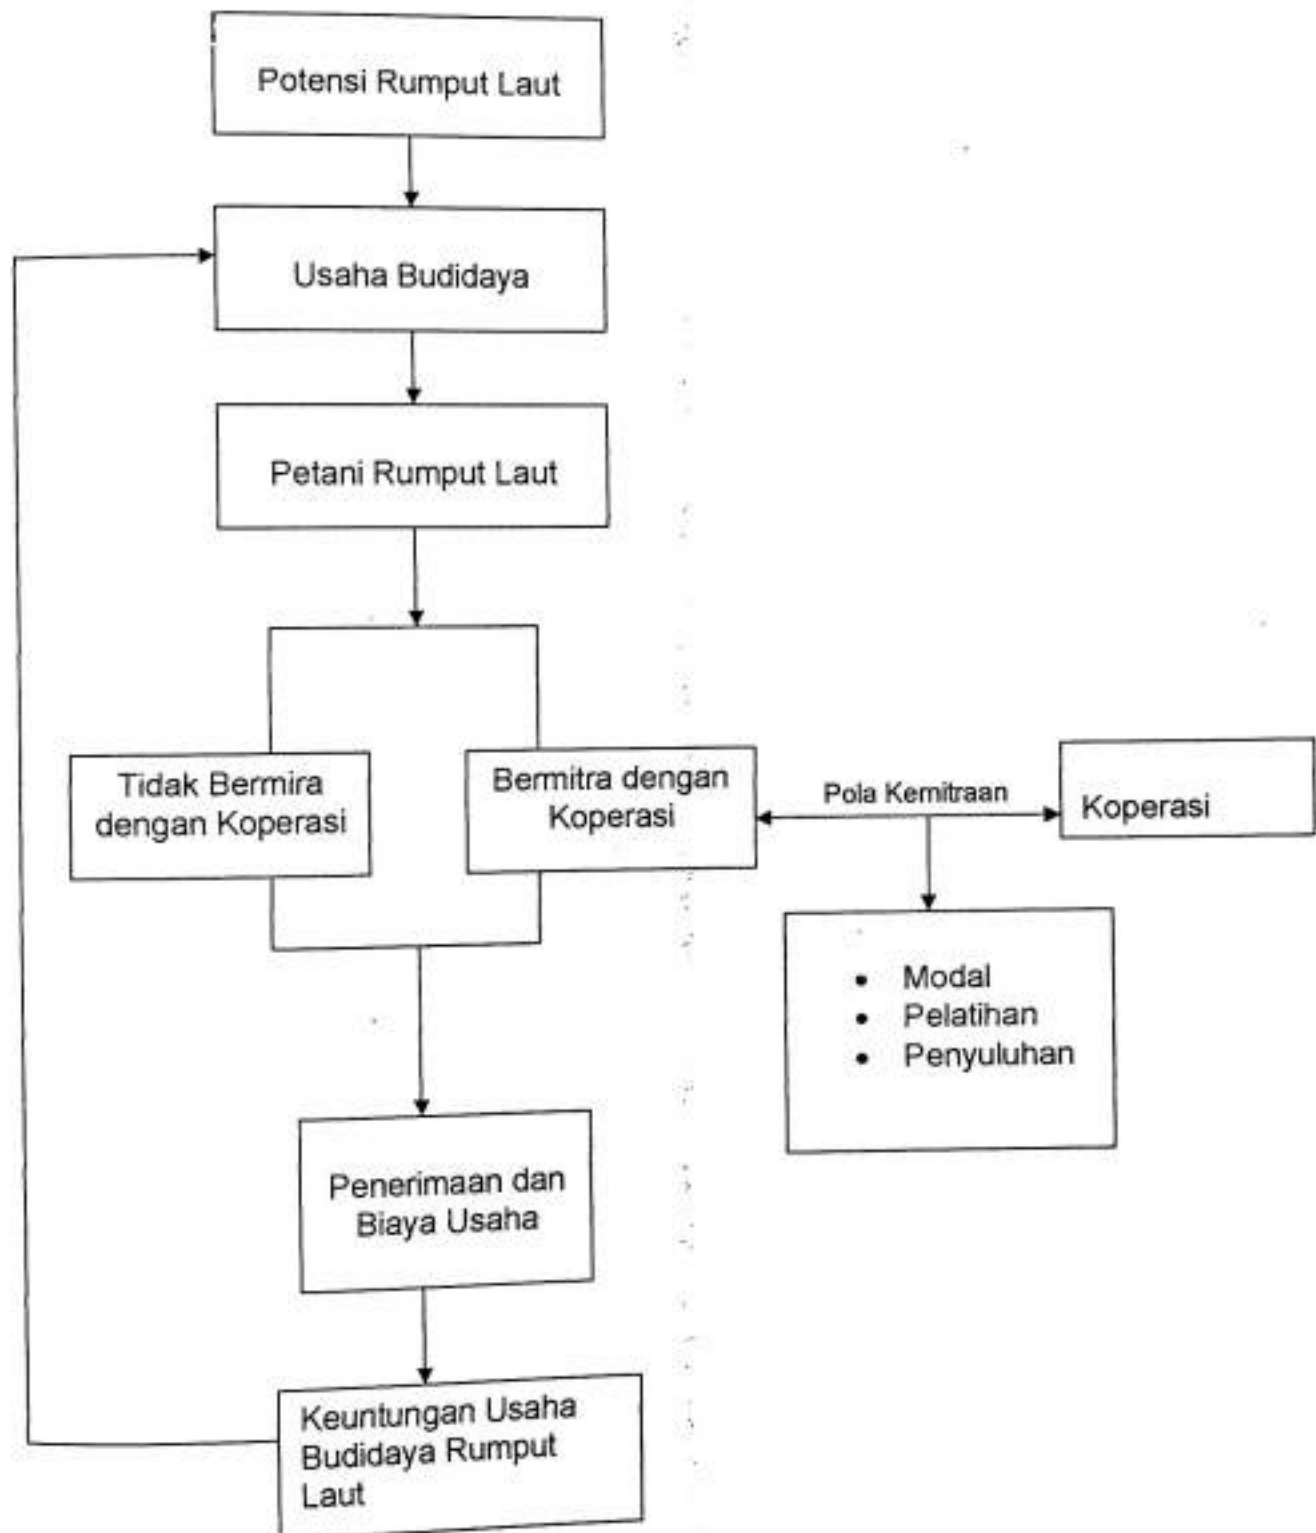 Potensi Rumput Laut
Usaha Budidaya
Petani Rumput Laut
Tidak Bermira
dengan Koperasi
Bermitra dengan
Koperasi
Pola Kemitraan
Koperasi
• Modal
• Pelatihan
• Penyuluhan
Penerimaan dan
Biaya Usaha
Keuntungan Usaha
Budidaya Rumput
Laut